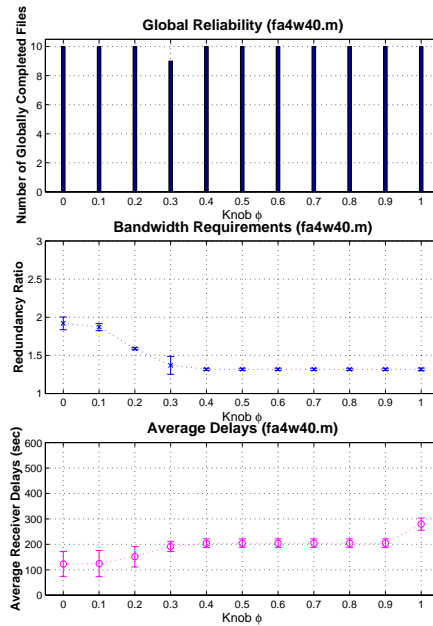 Global Reliability (fa4w40.m)
Number of Globally Completed Files
10
8
6
4
2
0
0 0.1 0.2 0.3 0.4 0.5 0.6 0.7 0.8 0.9 1
Knob ϕ
Bandwidth Requirements (fa4w40.m)
Redundancy Ratio
3
2.5
2
1.5
1
0 0.1 0.2 0.3 0.4 0.5 0.6 0.7 0.8 0.9 1
Knob ϕ
Average Delays (fa4w40.m)
Average Receiver Delays (sec)
600
500
400
300
200
100
0
0 0.1 0.2 0.3 0.4 0.5 0.6 0.7 0.8 0.9 1
Knob ϕ